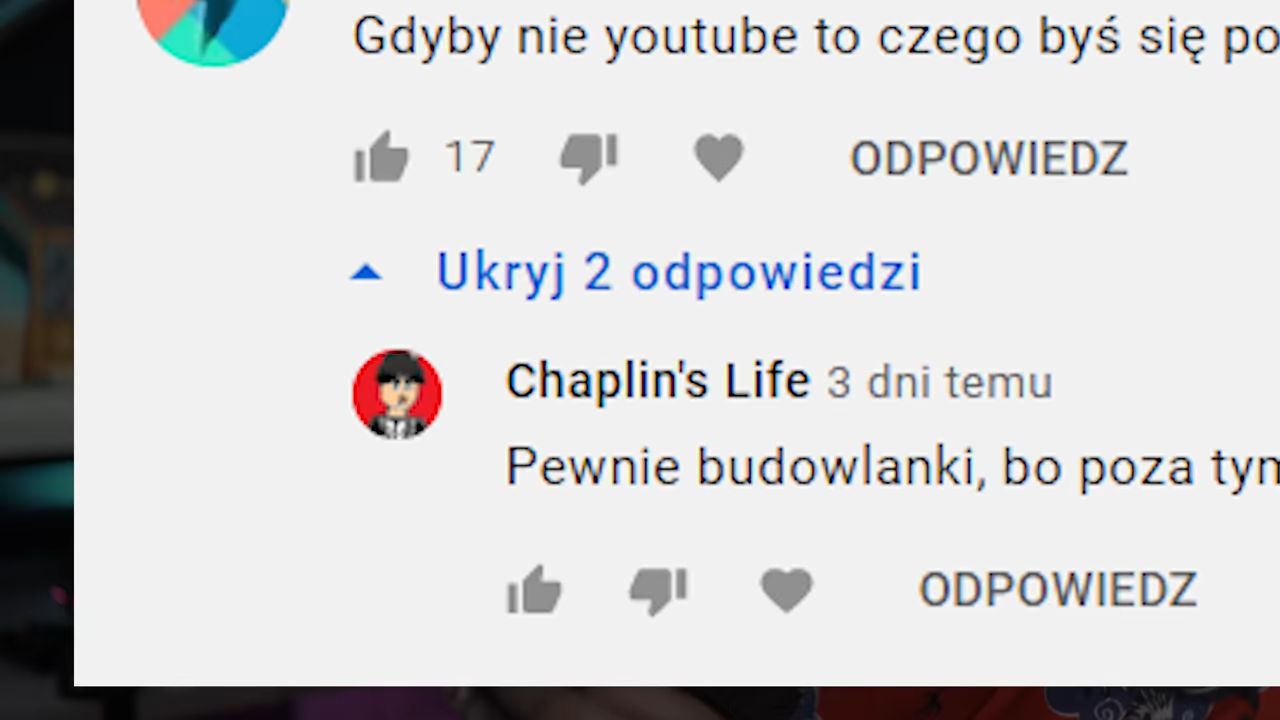 Gdyby nie youtube to czego byś się po
17 ODPOWIEDZ
Ukryj 2 odpowiedzi
Chaplin's Life 3 dni temu
Pewnie budowlanki, bo poza tym
ODPOWIEDZ